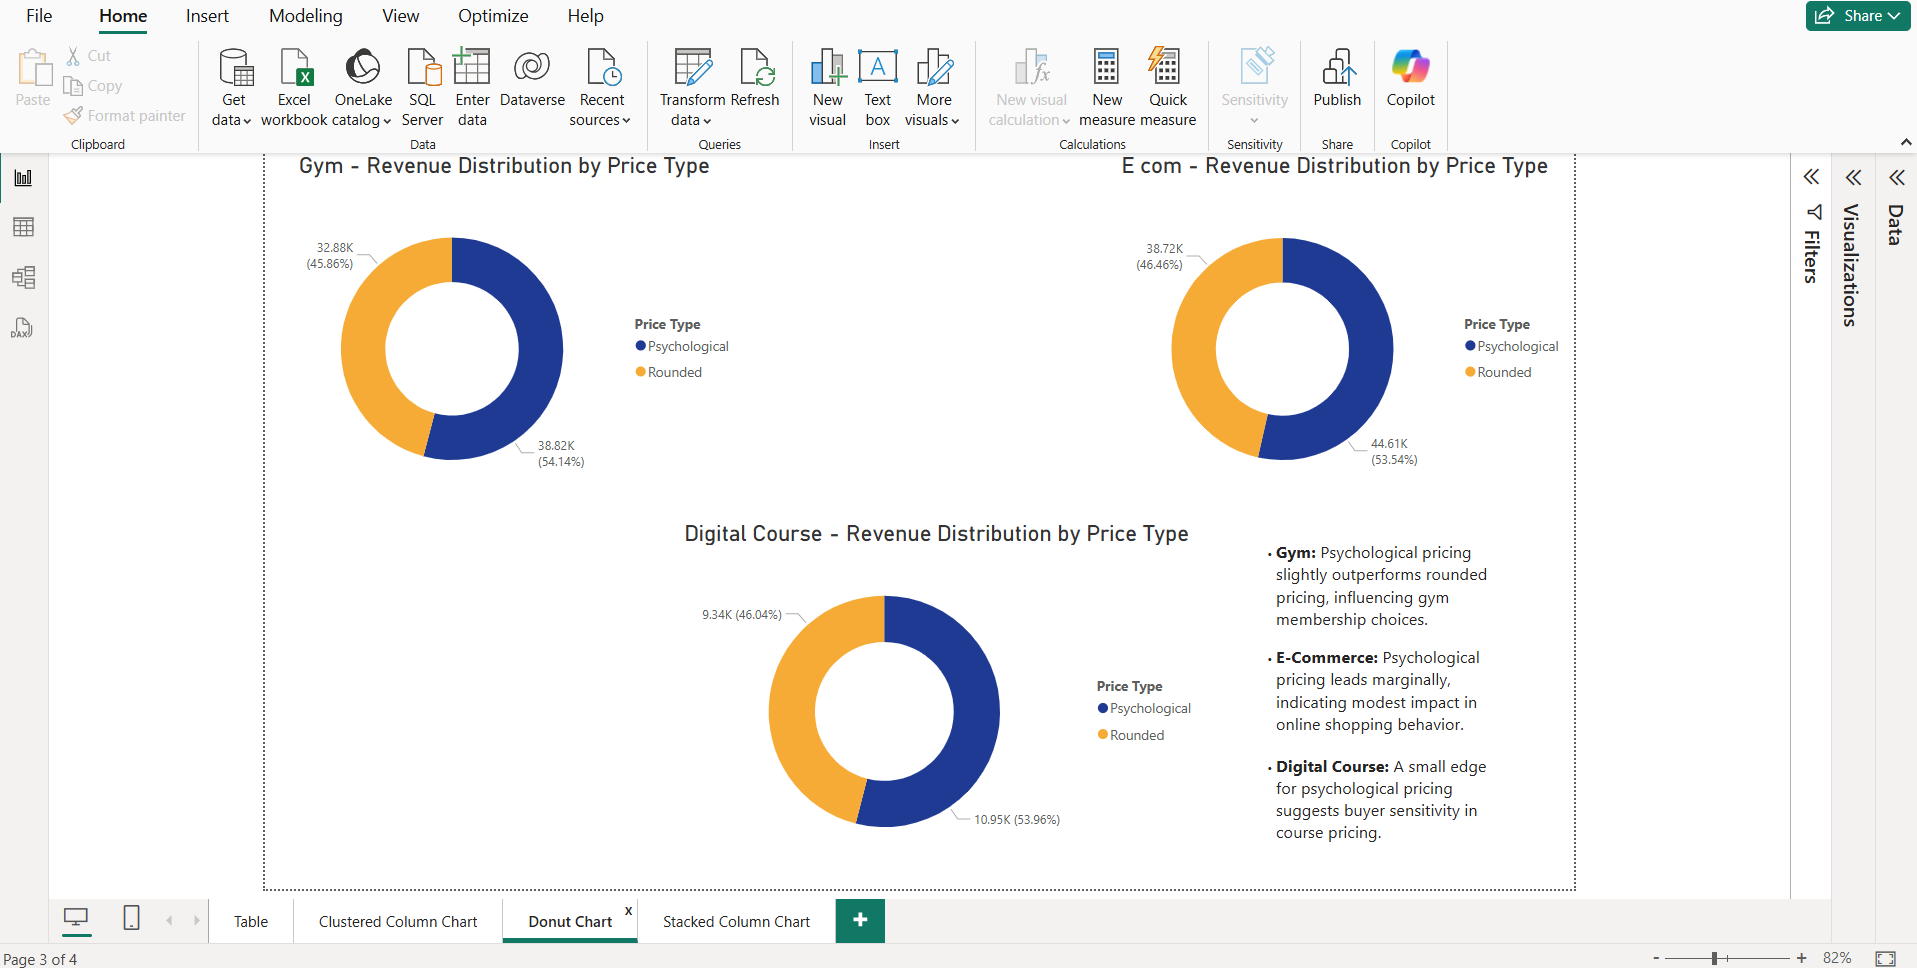 File Home Insert Modeling View Optimize Help
Share
Paste
Cut
Copy
Format painter
Clipboard
Get data
Excel workbook
OneLake catalog
SQL Server
Enter data
Dataverse
Recent sources
Data
Transform data
Refresh
Queries
New visual
A
Text box
More visuals
Insert
fx
New visual calculation
New measure
Quick measure
Calculations
Sensitivity
Sensitivity
Publish
Share
Copilot
Copilot
DAX
Gym - Revenue Distribution by Price Type
32.88K
(45.86%)
38.82K
(54.14%)
Price Type
Psychological
Rounded
E com - Revenue Distribution by Price Type
38.72K
(46.46%)
44.61K
(53.54%)
Price Type
Psychological
Rounded
Digital Course - Revenue Distribution by Price Type
9.34K (46.04%)
10.95K (53.96%)
Price Type
Psychological
Rounded
• Gym: Psychological pricing
slightly outperforms rounded
pricing, influencing gym
membership choices.
• E-Commerce: Psychological
pricing leads marginally,
indicating modest impact in
online shopping behavior.
• Digital Course: A small edge
for psychological pricing
suggests buyer sensitivity in
course pricing.
Filters
Visualizations
Data
Table
Clustered Column Chart
Donut Chart x
Stacked Column Chart
+
Page 3 of 4
- + 82%